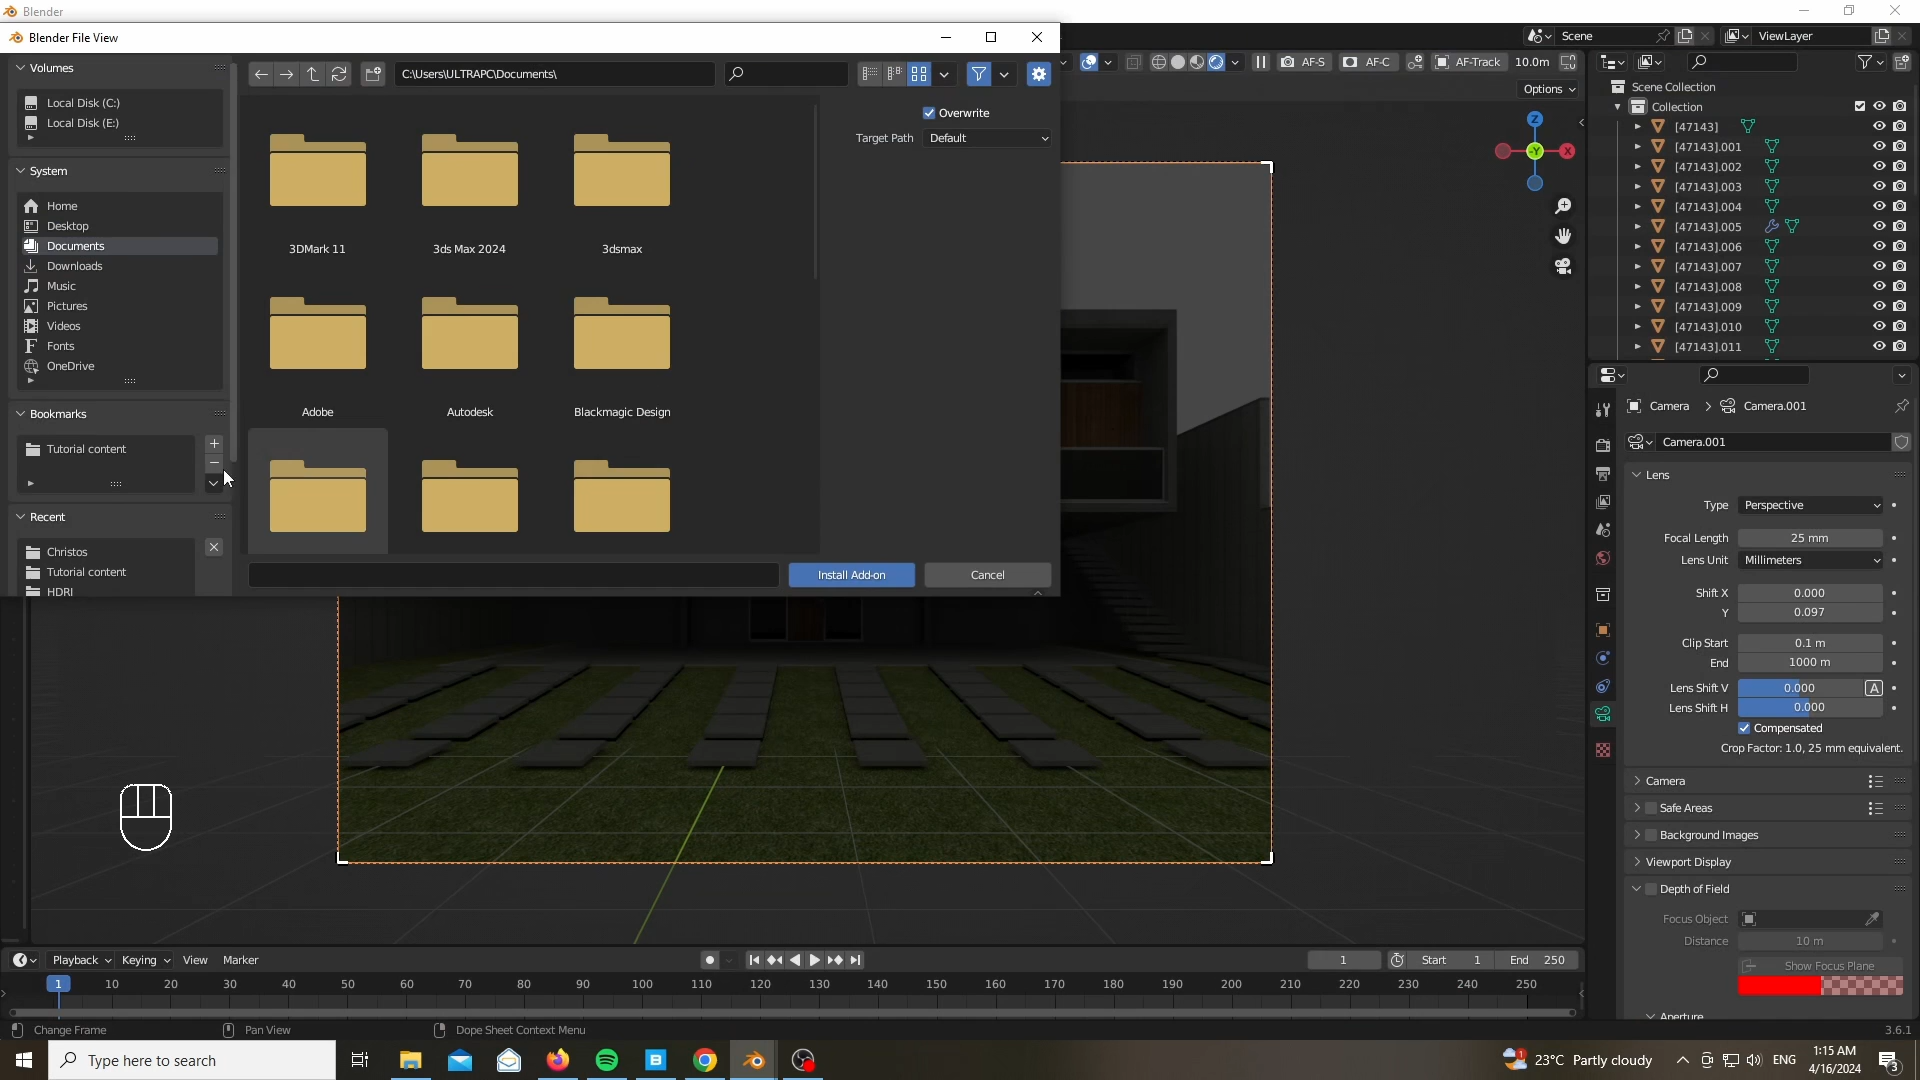 Blender
Blender File View
Scene
ViewLayer
Volumes
C:\Users\ULTRAPC\Documents\
AF-S
AF-C
AF-Track
10.0m
Local Disk (C:)
Local Disk (E:)
Overwrite
Target Path
Default
Options
Scene Collection
Collection
[47143]
[47143].001
[47143].002
[47143].003
[47143].004
[47143].005
[47143].006
[47143].007
[47143].008
[47143].009
[47143].010
[47143].011
Z
-Y
X
System
Home
Desktop
Documents
Downloads
Music
Pictures
Videos
Fonts
OneDrive
3DMark 11
3ds Max 2024
3dsmax
Adobe
Autodesk
Blackmagic Design
Bookmarks
Tutorial content
Recent
Christos
Tutorial content
HDRI
Install Add-on
Cancel
Camera
Camera.001
Camera.001
Lens
Type
Perspective
Focal Length
25 mm
Lens Unit
Millimeters
Shift X
0.000
Y
0.097
Clip Start
0.1 m
End
1000 m
Lens Shift V
0.000
A
Lens Shift H
0.000
Compensated
Crop Factor: 1.0, 25 mm equivalent.
Camera
Safe Areas
Background Images
Viewport Display
Depth of Field
Focus Object
Distance
10 m
Show Focus Plane
Aperture
Playback
Keying
View
Marker
1
Start
1
End
250
1
10
20
30
40
50
60
70
80
90
100
110
120
130
140
150
160
170
180
190
200
210
220
230
240
250
Change Frame
Pan View
Dope Sheet Context Menu
3.6.1
Type here to search
B
1
23°C
Partly cloudy
ENG
1:15 AM
4/16/2024
3